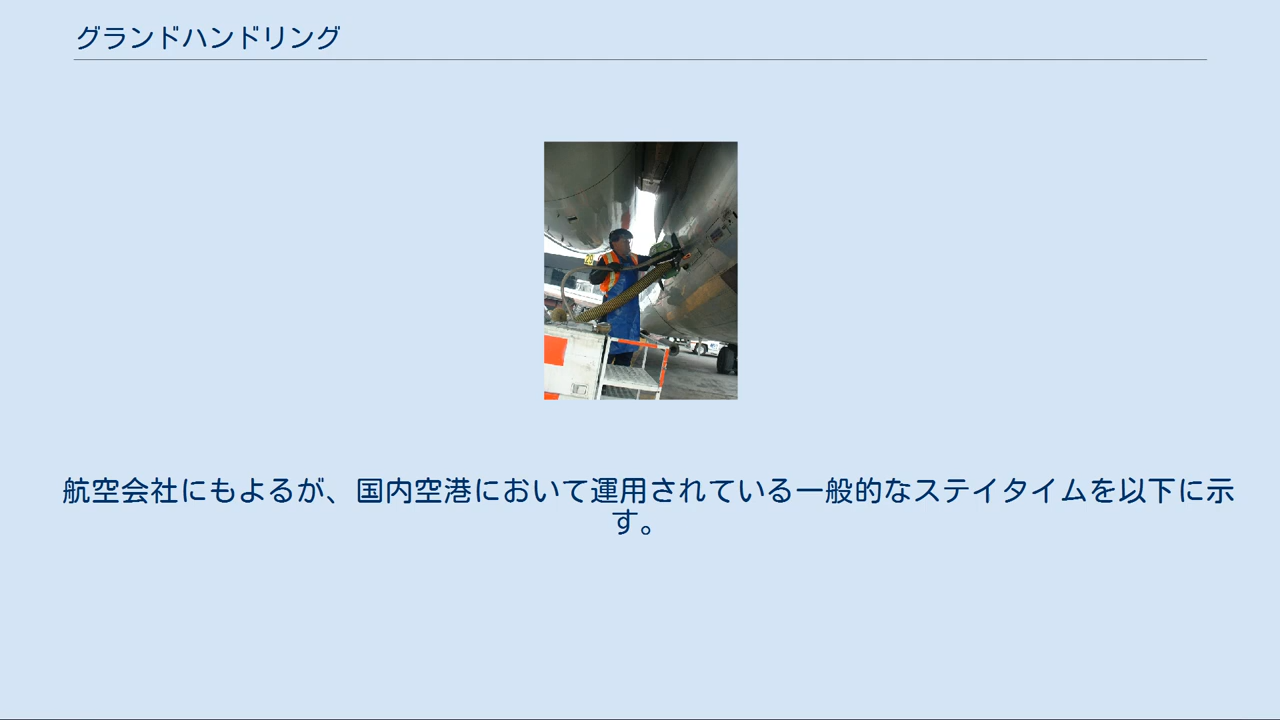 グランドハンドリング
29
航空会社にもよるが、国内空港において運用されている一般的なステイタイムを以下に示
す。